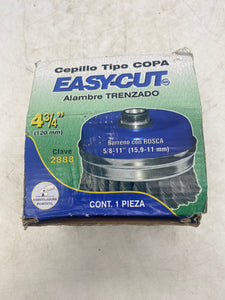 Cepillo Tipo COPA
EASY-CUT
Alambre TRENZADO
4 3/4"
(120 mm)
Clave
2888
Barreno con ROSCA
5/8-11" (15,9-11 mm)
CONT. 1 PIEZA